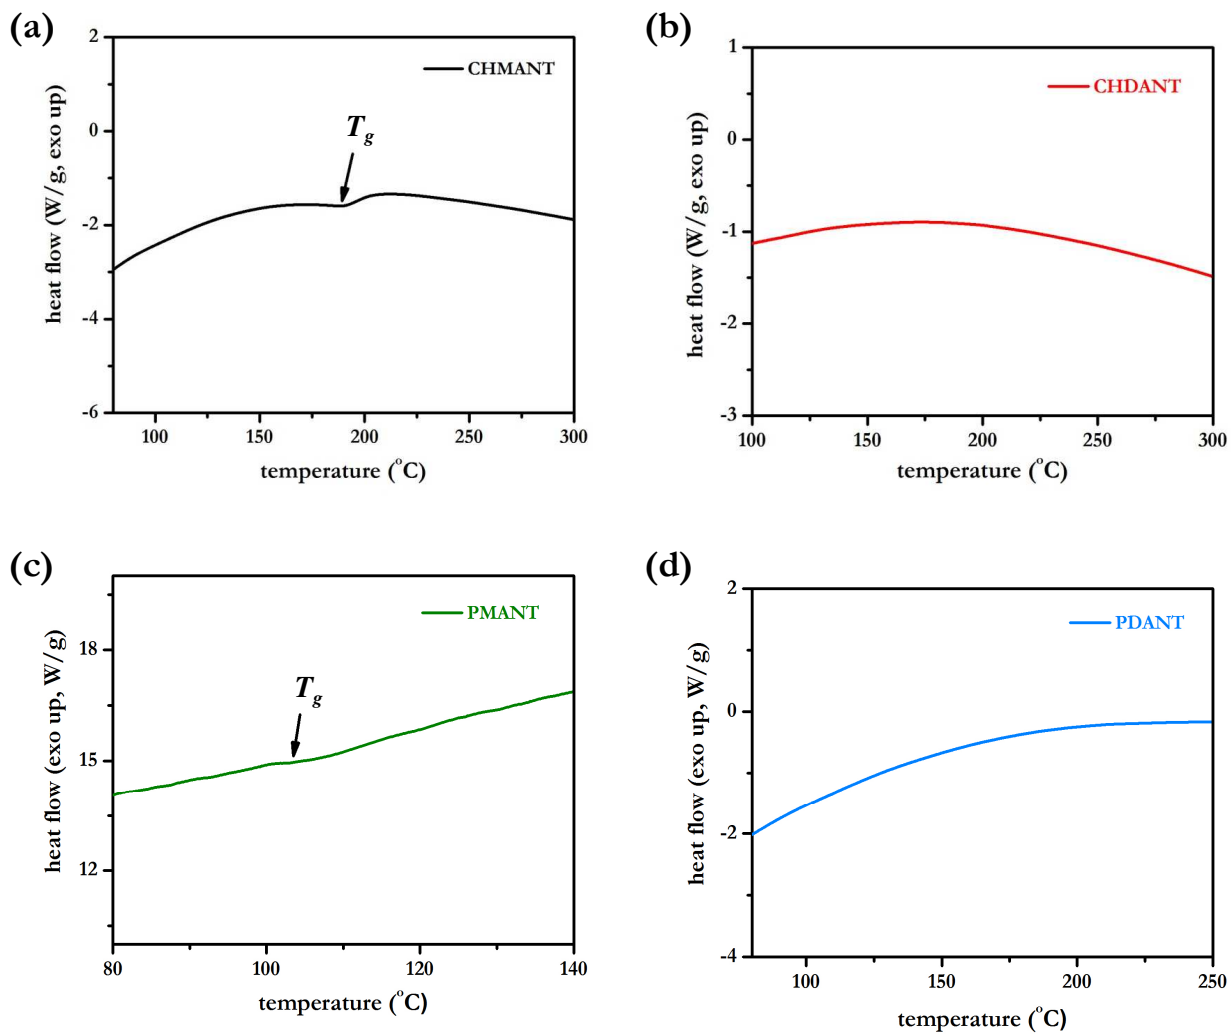 (a)
2
0
-2
-4
-6
heat flow (W/g, exo up)
CHMANT
T_g
100
150
200
250
300
temperature (°C)
(b)
1
0
-1
-2
-3
heat flow (W/g, exo up)
CHDANT
100
150
200
250
300
temperature (°C)
(c)
18
15
12
heat flow (exo up, W/g)
PMANT
T_g
80
100
120
140
temperature (°C)
(d)
2
0
-2
-4
heat flow (exo up, W/g)
PDANT
100
150
200
250
temperature (°C)